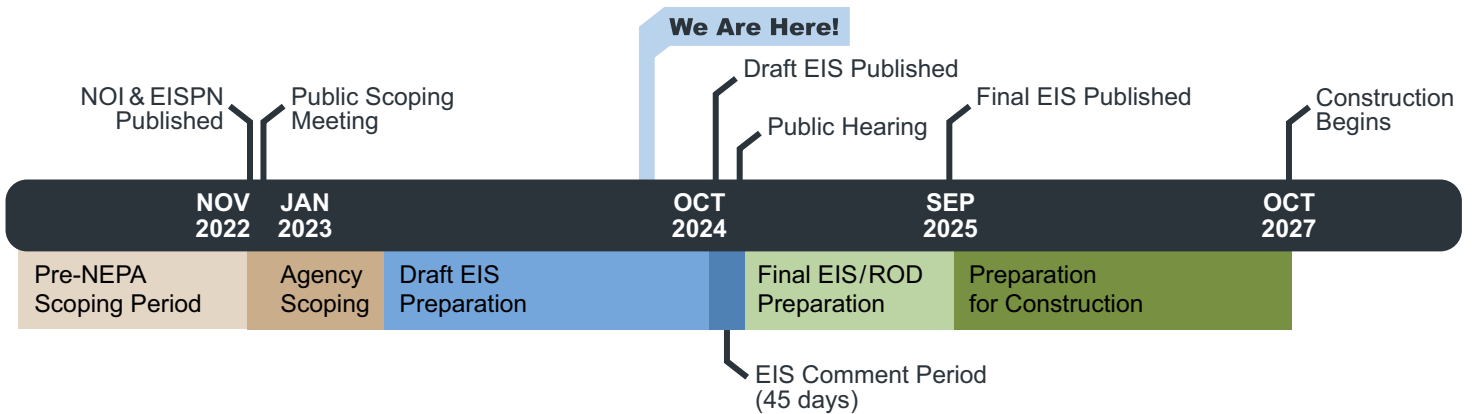 We Are Here!
NOI & EISPN
Published
Public Scoping
Meeting
Draft EIS Published
Public Hearing
Final EIS Published
Construction
Begins
NOV
2022
JAN
2023
OCT
2024
SEP
2025
OCT
2027
Pre-NEPA
Scoping Period
Agency
Scoping
Draft EIS
Preparation
Final EIS/ROD
Preparation
Preparation
for Construction
EIS Comment Period
(45 days)